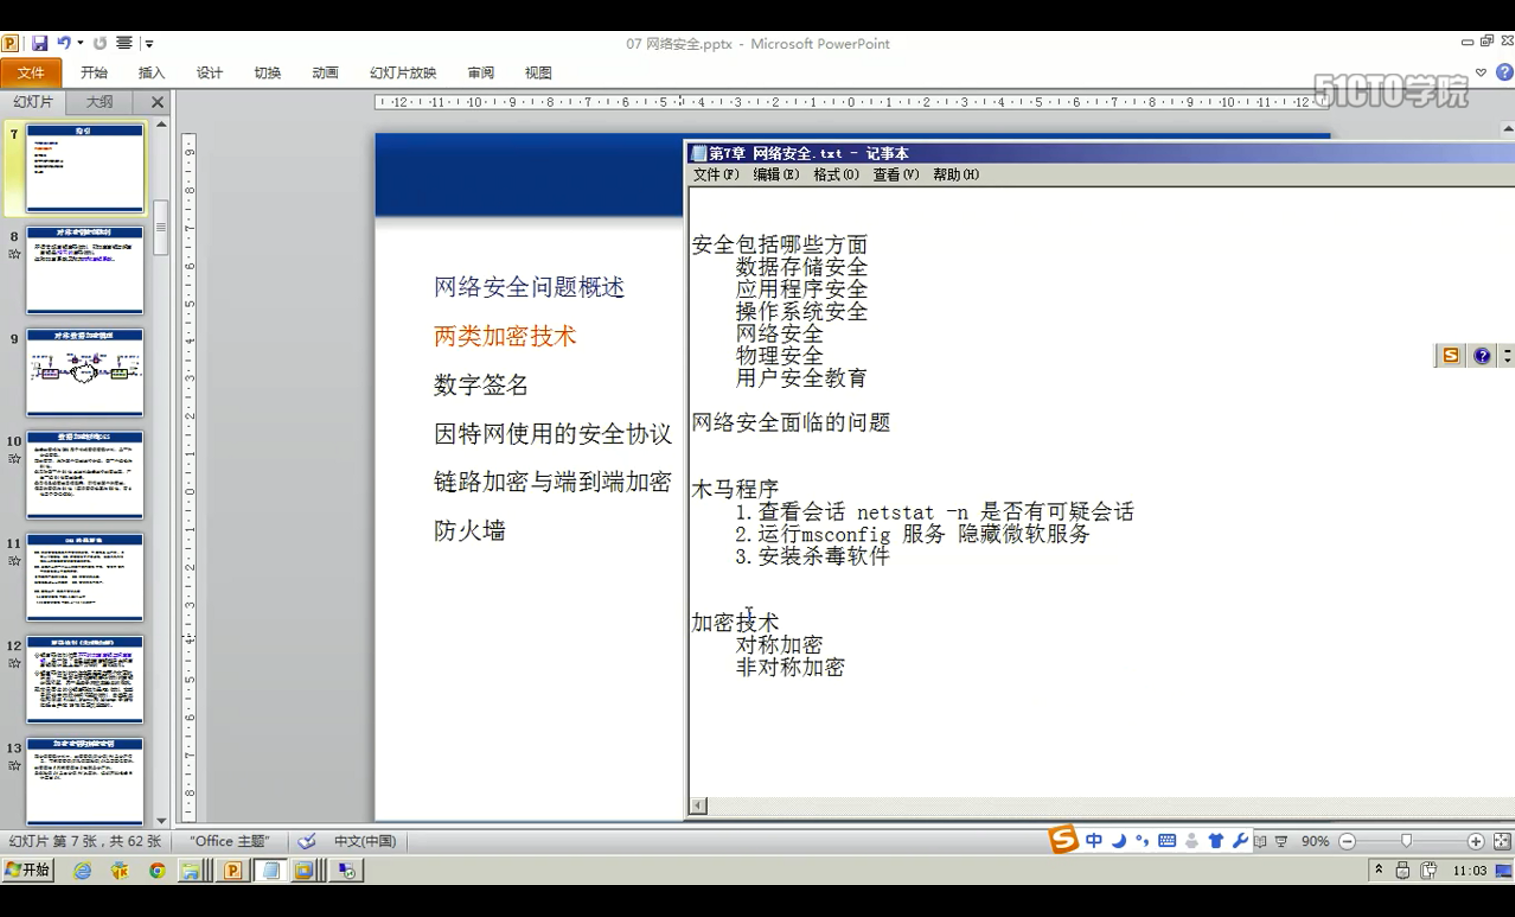 07 网络安全.pptx - Microsoft PowerPoint
文件 开始 插入 设计 切换 动画 幻灯片放映 审阅 视图
51CTO学院
幻灯片 大纲
7
8
9
10
11
12
13
网络安全问题概述
两类加密技术
数字签名
因特网使用的安全协议
链路加密与端到端加密
防火墙
第7章 网络安全.txt - 记事本
文件(F) 编辑(E) 格式(O) 查看(V) 帮助(H)
安全包括哪些方面
数据存储安全
应用程序安全
操作系统安全
网络安全
物理安全
用户安全教育
网络安全面临的问题
木马程序
1.查看会话 netstat -n 是否有可疑会话
2.运行msconfig 服务 隐藏微软服务
3.安装杀毒软件
加密技术
对称加密
非对称加密
幻灯片 第 7 张，共 62 张 "Office 主题" 中文(中国) 中 90%
开始 11:03